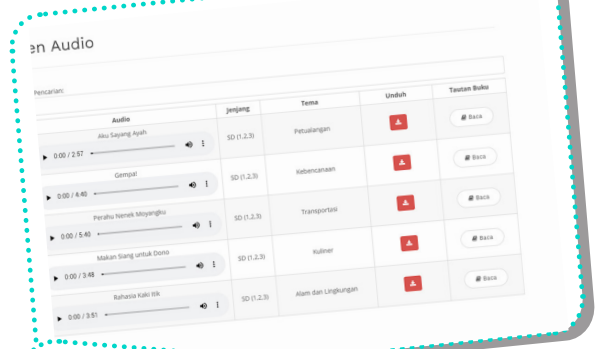 en Audio
Pencarian:
Audio Jenjang Tema Unduh Tautan Buku
Aku Sayang Ayah
0:00 / 2:57 SD (1,2,3) Petualangan Baca
Gempa!
0:00 / 4:40 SD (1,2,3) Kebencanaan Baca
Perahu Nenek Moyangku
0:00 / 5:40 SD (1,2,3) Transportasi Baca
Makan Siang untuk Dono
0:00 / 3:48 SD (1,2,3) Kuliner Baca
Rahasia Kaki Itik
0:00 / 3:51 SD (1,2,3) Alam dan Lingkungan Baca